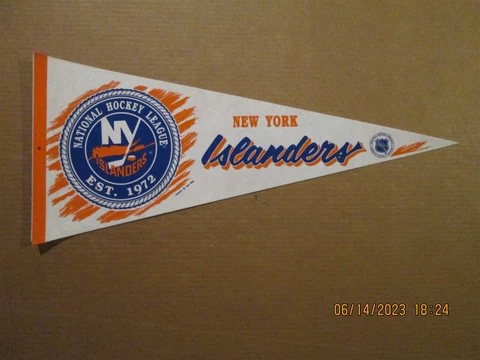 NATIONAL HOCKEY LEAGUE
NY
ISLANDERS
EST. 1972
NEW YORK
Islanders
06/14/2023 18:24